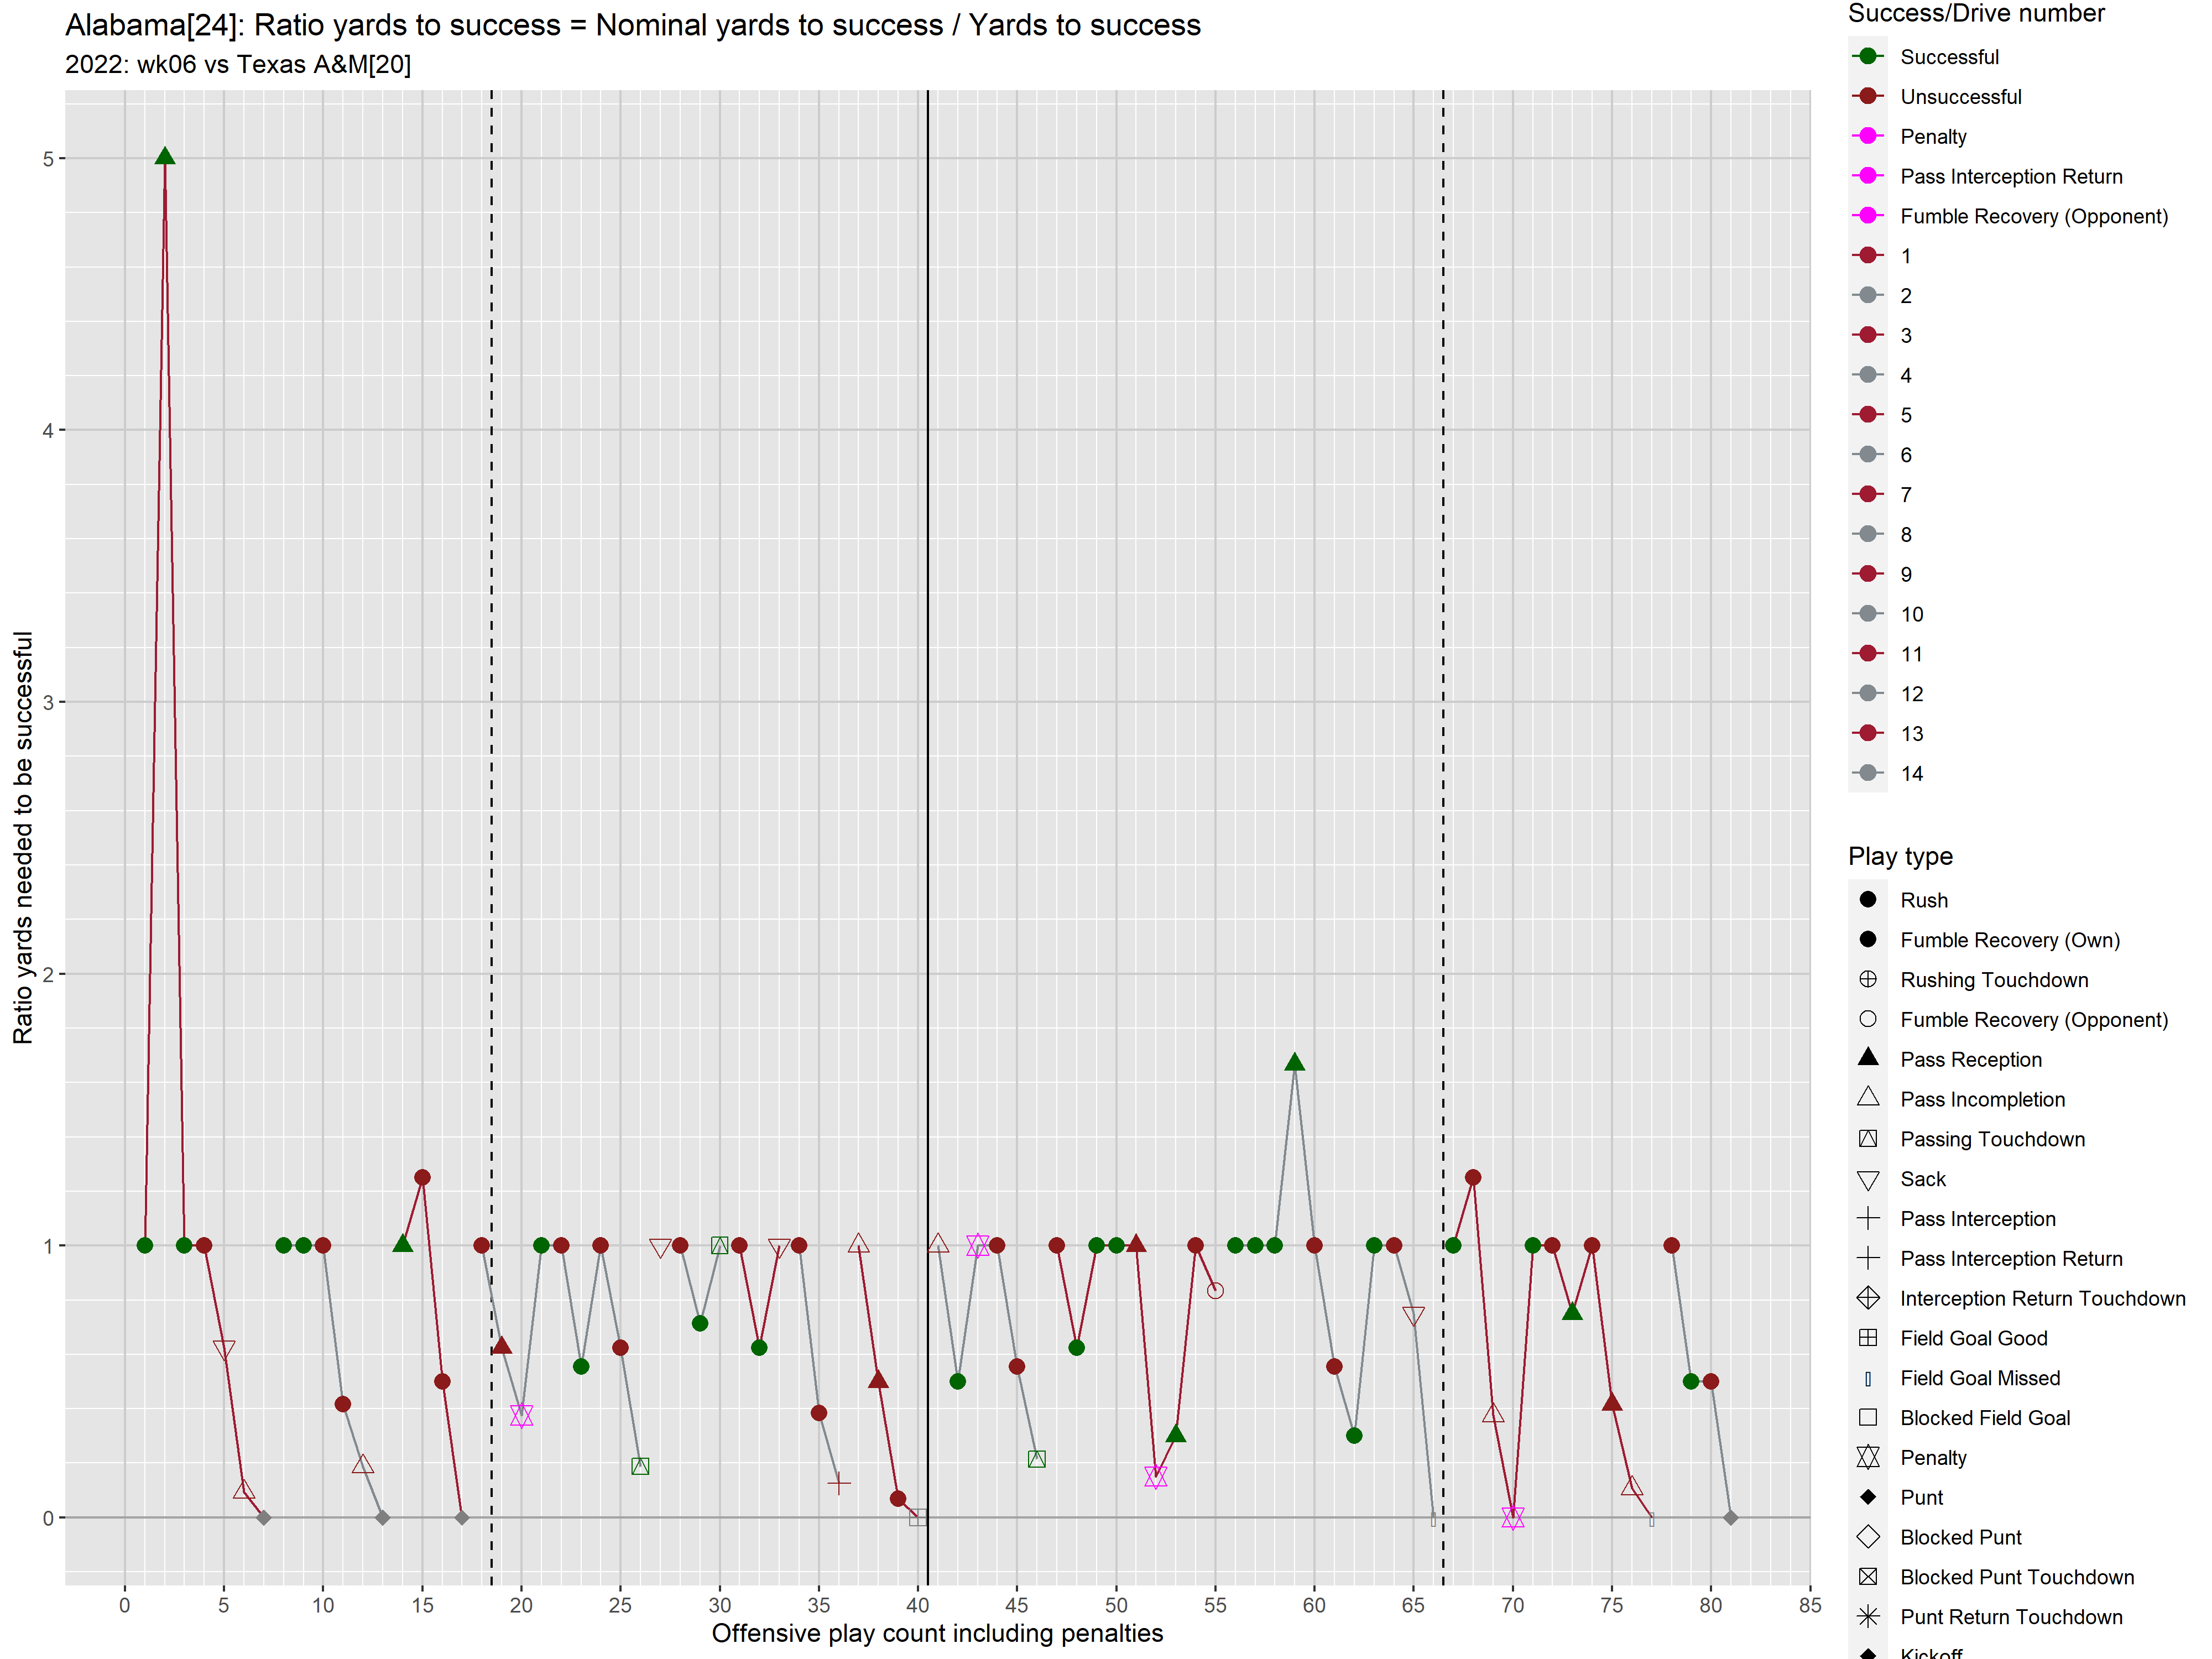 Alabama[24]: Ratio yards to success = Nominal yards to success / Yards to success
2022: wk06 vs Texas A&M[20]
Ratio yards needed to be successful
5
4
3
2
1
0
0 5 10 15 20 25 30 35 40 45 50 55 60 65 70 75 80 85
Offensive play count including penalties
Success/Drive number
Successful
Unsuccessful
Penalty
Pass Interception Return
Fumble Recovery (Opponent)
1
2
3
4
5
6
7
8
9
10
11
12
13
14
Play type
Rush
Fumble Recovery (Own)
Rushing Touchdown
Fumble Recovery (Opponent)
Pass Reception
Pass Incompletion
Passing Touchdown
Sack
Pass Interception
Pass Interception Return
Interception Return Touchdown
Field Goal Good
Field Goal Missed
Blocked Field Goal
Penalty
Punt
Blocked Punt
Blocked Punt Touchdown
Punt Return Touchdown
Kickoff